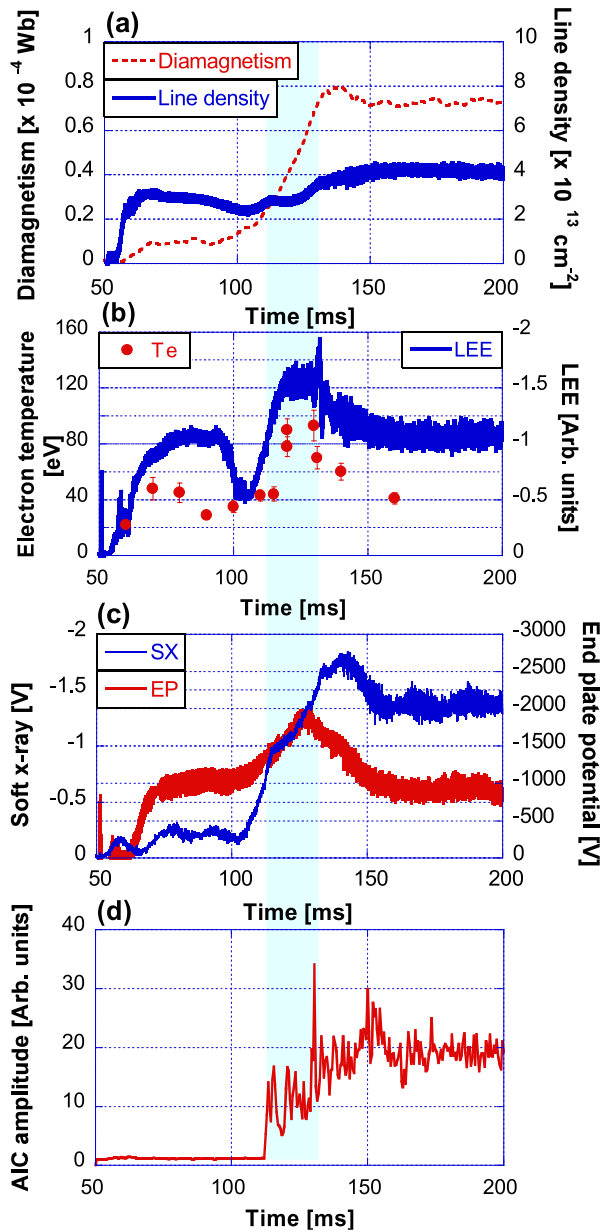 (a)
Diamagnetism [x 10⁻⁴ Wb]
1
0.8
0.6
0.4
0.2
0
Diamagnetism
Line density
10
8
6
4
2
0
Line density [x 10¹³ cm⁻²]
50
100
150
200
Time [ms]
(b)
Electron temperature
[eV]
160
120
80
40
0
Te
LEE
-2
-1.5
-1
-0.5
0
LEE [Arb. units]
50
100
150
200
Time [ms]
(c)
Soft x-ray [V]
-2
-1.5
-1
-0.5
0
SX
EP
-3000
-2500
-2000
-1500
-1000
-500
0
End plate potential [V]
50
100
150
200
Time [ms]
(d)
AIC amplitude [Arb. units]
40
30
20
10
0
50
100
150
200
Time [ms]